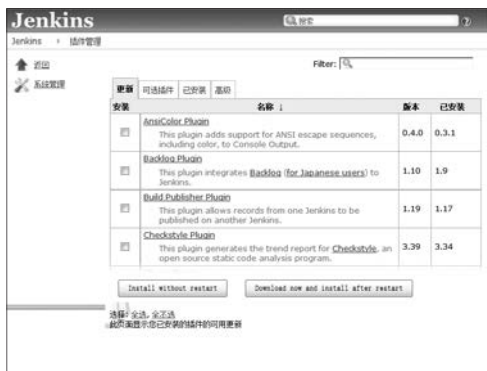 Jenkins
搜索
Jenkins › 插件管理
返回
系统管理
Filter:
更新 可选插件 已安装 高级
安装 名称 ↓ 版本 已安装
AnsiColor Plugin
This plugin adds support for ANSI escape sequences, including color, to Console Output.
0.4.0 0.3.1
Backlog Plugin
This plugin integrates Backlog (for Japanese users) to Jenkins.
1.10 1.9
Build Publisher Plugin
This plugin allows records from one Jenkins to be published on another Jenkins.
1.19 1.17
Checkstyle Plugin
This plugin generates the trend report for Checkstyle, an open source static code analysis program.
3.39 3.34
Install without restart Download now and install after restart
选择: 全选, 全不选
此页面显示您已安装的插件的可用更新